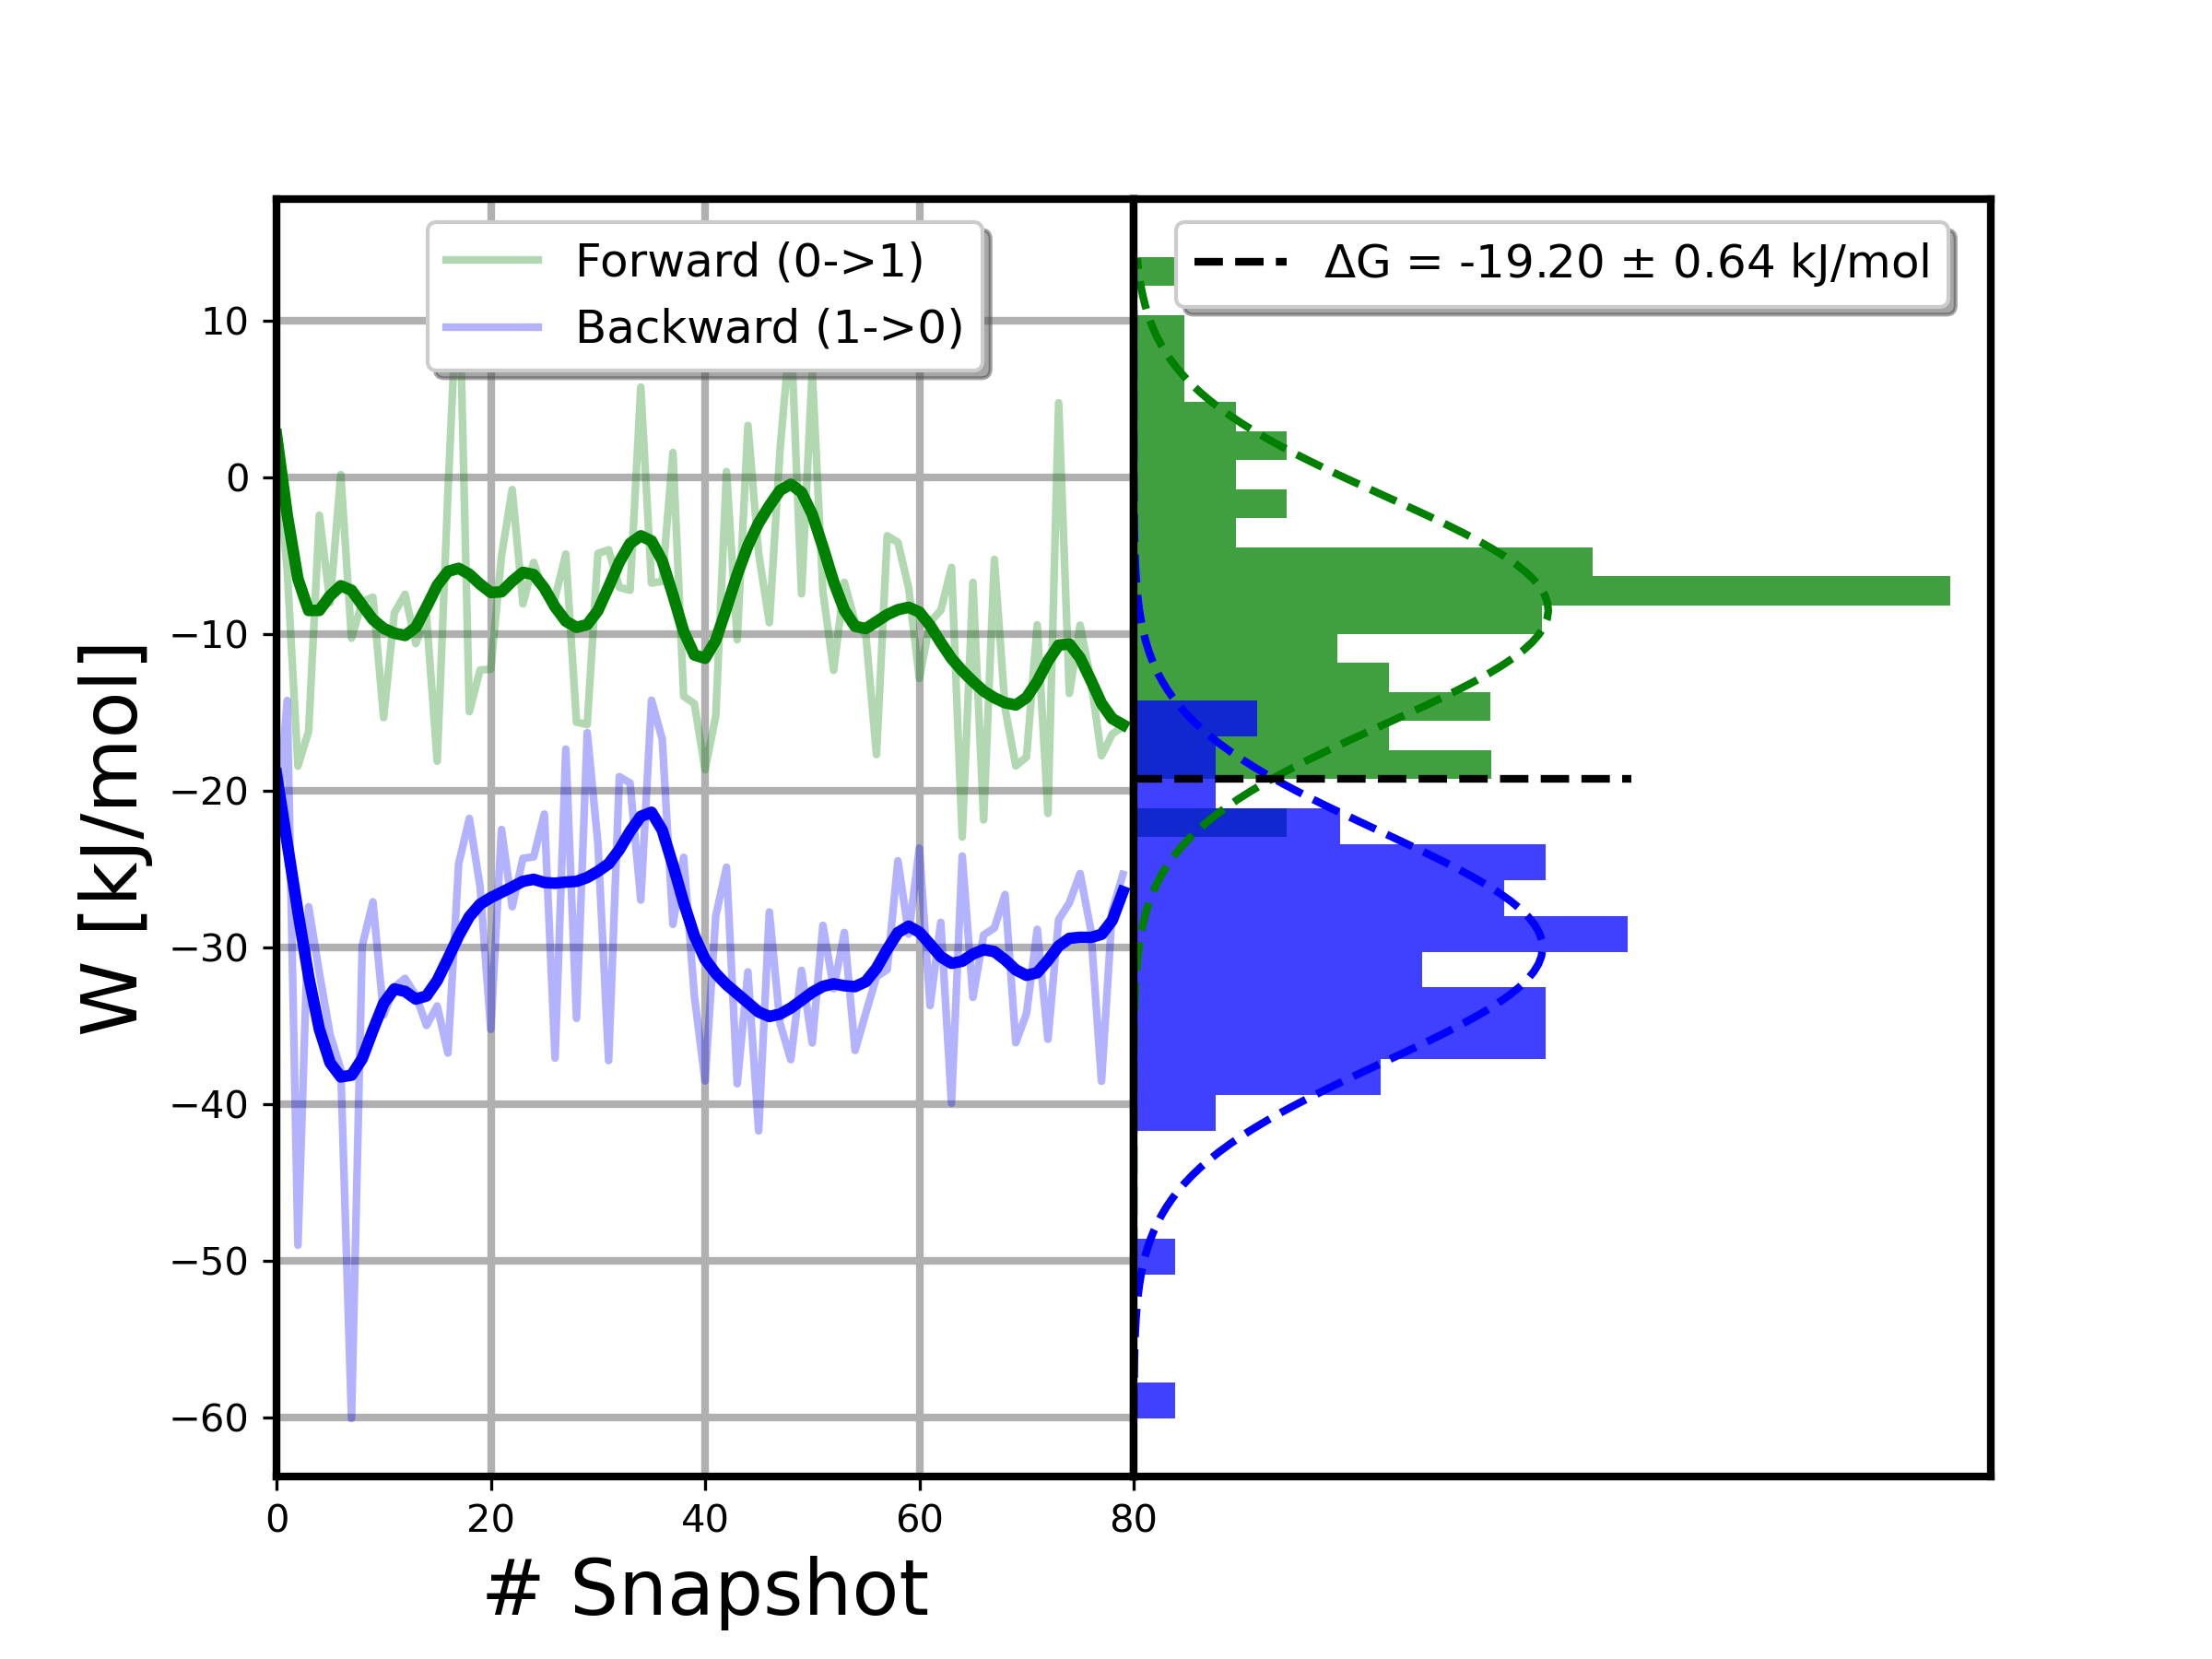 Forward (0->1)
Backward (1->0)
ΔG = -19.20 ± 0.64 kJ/mol
W [kJ/mol]
10
0
−10
−20
−30
−40
−50
−60
0 20 40 60 80
# Snapshot